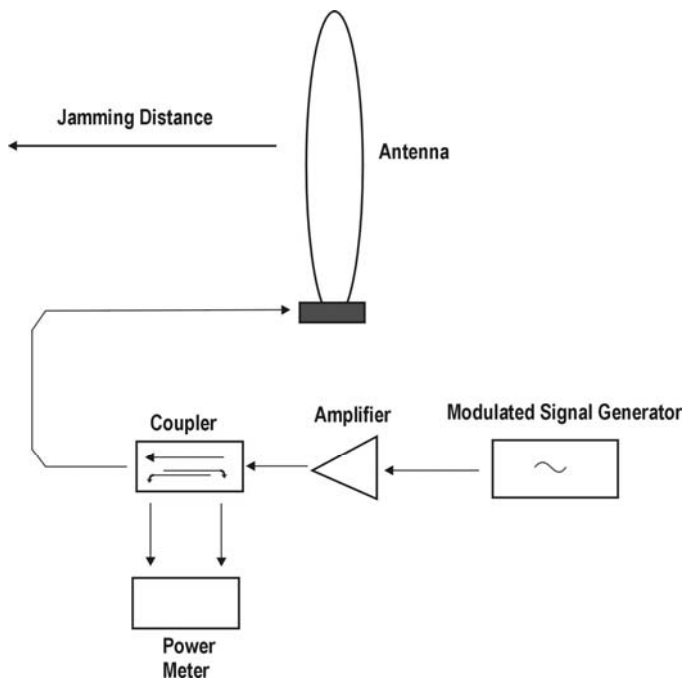 Jamming Distance
Antenna
Coupler
Amplifier
Modulated Signal Generator
Power
Meter